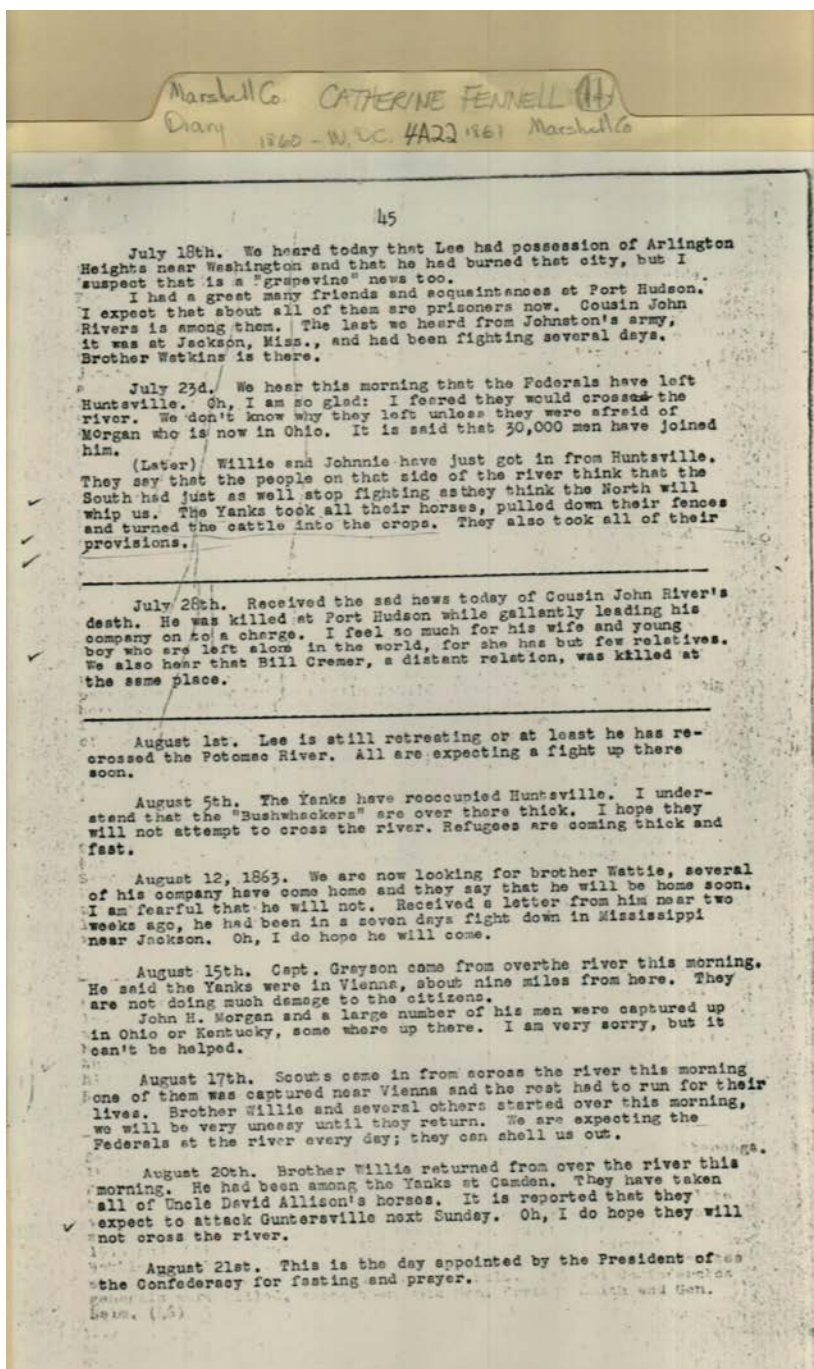 Marshall Co. CATHERINE FENNELL
Diary 1860 - W.L.C. 4A22 1861 Marshall Co
45
July 18th. We heard today that Lee had possession of Arlington
Heights near Washington and that he had burned that city, but I
suspect that is a "grapevine" news too.
I had a great many friends and acquaintances at Port Hudson.
I expect that about all of them are prisoners now. Cousin John
Rivers is among them. The last we heard from Johnston's army,
it was at Jackson, Miss., and had been fighting several days.
Brother Watkins is there.
July 23d. We hear this morning that the Federals have left
Huntsville. Oh, I am so glad: I feared they would crossed the
river. We don't know why they left unless they were afraid of
Morgan who is now in Ohio. It is said that 30,000 men have joined
him.
(Later) Willie and Johnnie have just got in from Huntsville.
They say that the people on that side of the river think that the
South had just as well stop fighting asthey think the North will
whip us. The Yanks took all their horses, pulled down their fences
and turned the cattle into the crops. They also took all of their
provisions.
July 28th. Received the sad news today of Cousin John River's
death. He was killed at Port Hudson while gallantly leading his
company on to a charge. I feel so much for his wife and young
boy who are left alone in the world, for she has but few relatives.
We also hear that Bill Cremer, a distant relation, was killed at
the same place.
August 1st. Lee is still retreating or at least he has re-
crossed the Potomac River. All are expecting a fight up there
soon.
August 5th. The Yanks have reoccupied Huntsville. I under-
stand that the "Bushwhackers" are over there thick. I hope they
will not attempt to cross the river. Refugees are coming thick and
fast.
August 12, 1863. We are now looking for brother Wattie, several
of his company have come home and they say that he will be home soon.
I am fearful that he will not. Received a letter from him near two
weeks ago, he had been in a seven days fight down in Mississippi
near Jackson. Oh, I do hope he will come.
August 15th. Capt. Grayson came from overthe river this morning.
He said the Yanks were in Vienna, about nine miles from here. They
are not doing much damage to the citizens.
John H. Morgan and a large number of his men were captured up
in Ohio or Kentucky, some where up there. I am very sorry, but it
can't be helped.
August 17th. Scouts came in from across the river this morning
one of them was captured near Vienna and the rest had to run for their
lives. Brother Willie and several others started over this morning,
we will be very uneasy until they return. We are expecting the
Federals at the river every day; they can shell us out.
August 20th. Brother Willie returned from over the river this
morning. He had been among the Yanks at Camden. They have taken
all of Uncle David Allison's horses. It is reported that they
expect to attack Guntersville next Sunday. Oh, I do hope they will
not cross the river.
August 21st. This is the day appointed by the President of
the Confederacy for fasting and prayer.
and Gen.